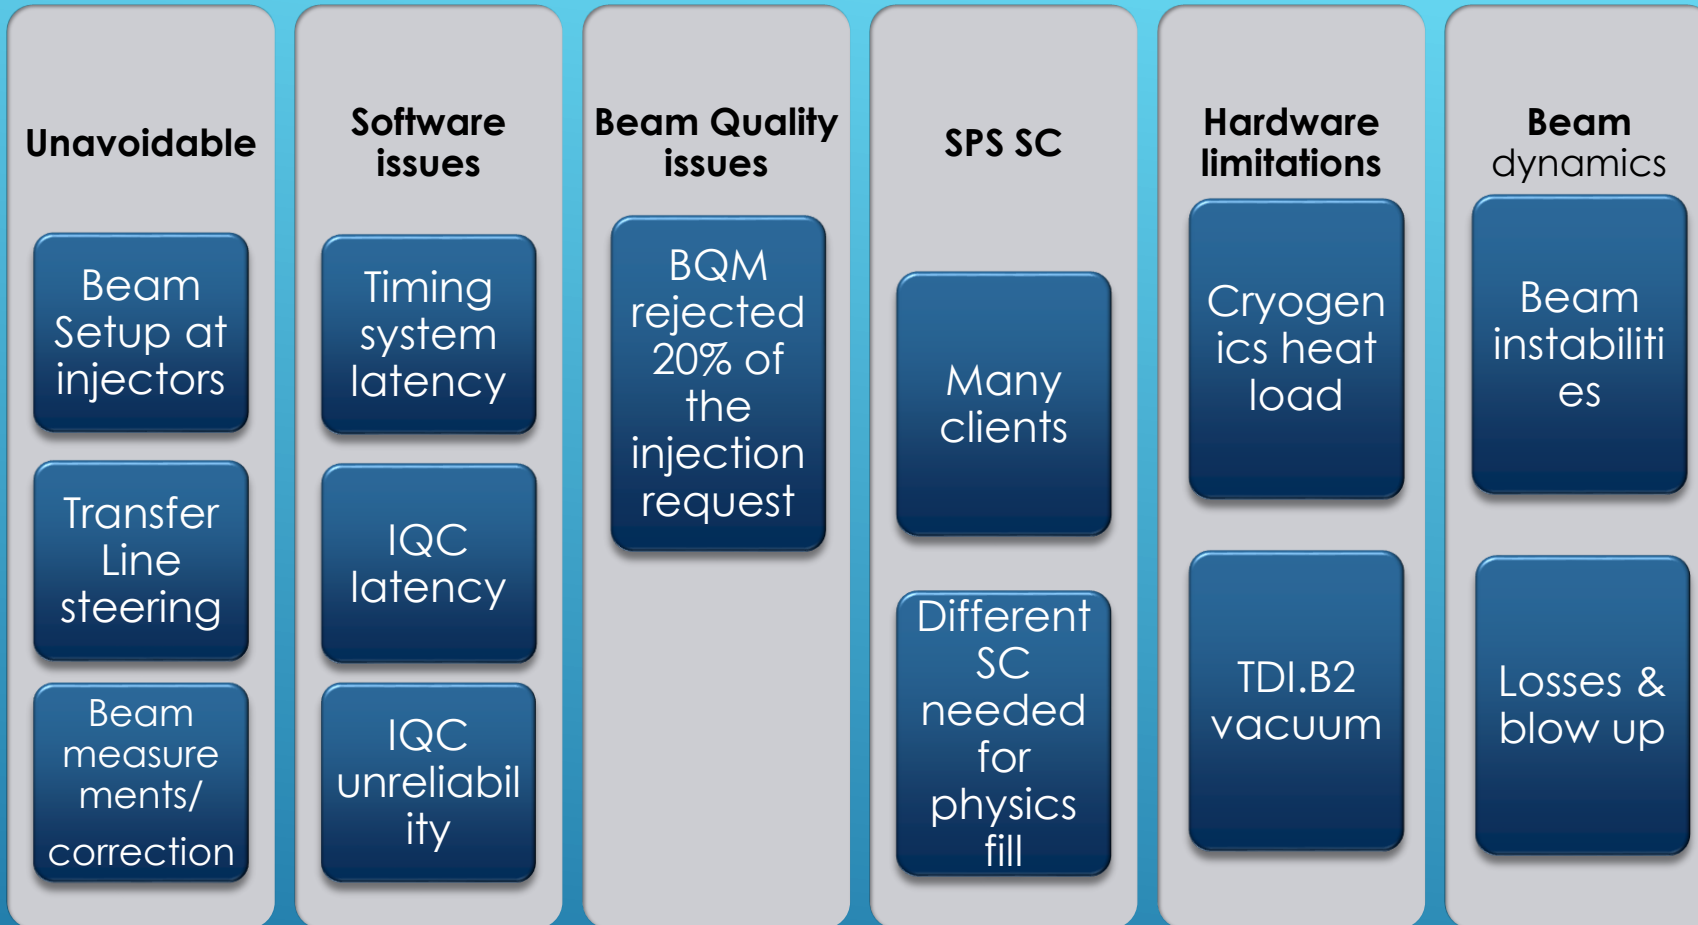 Unavoidable
Beam
Setup at
injectors
Transfer
Line
steering
Beam
measure
ments/
correction
Software
issues
Timing
system
latency
IQC
latency
IQC
unreliabil
ity
Beam Quality
issues
BQM
rejected
20% of
the
injection
request
SPS SC
Many
clients
Different
SC
needed
for
physics
fill
Hardware
limitations
Cryogen
ics heat
load
TDI.B2
vacuum
Beam
dynamics
Beam
instabiliti
es
Losses &
blow up